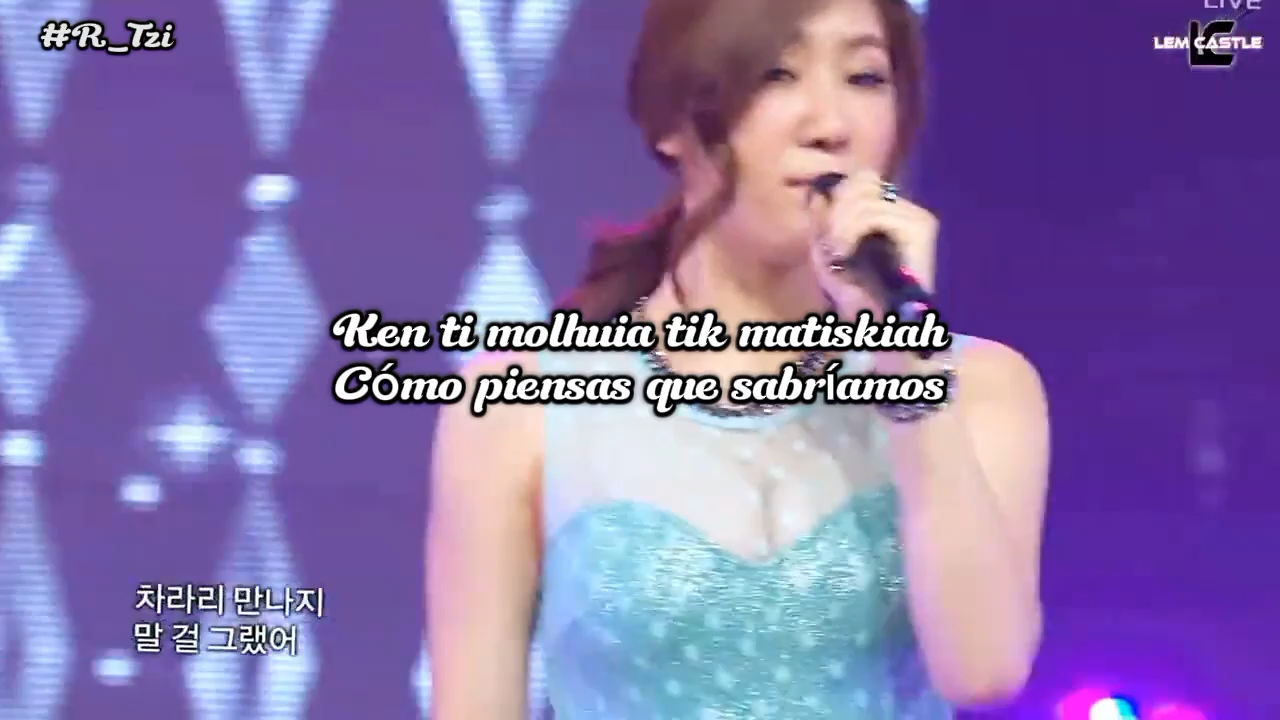 #R_Tzi
LIVE
LEM CASTLE
Ken ti molhuia tik matiskiah
Cómo piensas que sabríamos
차라리 만나지
말 걸 그랬어